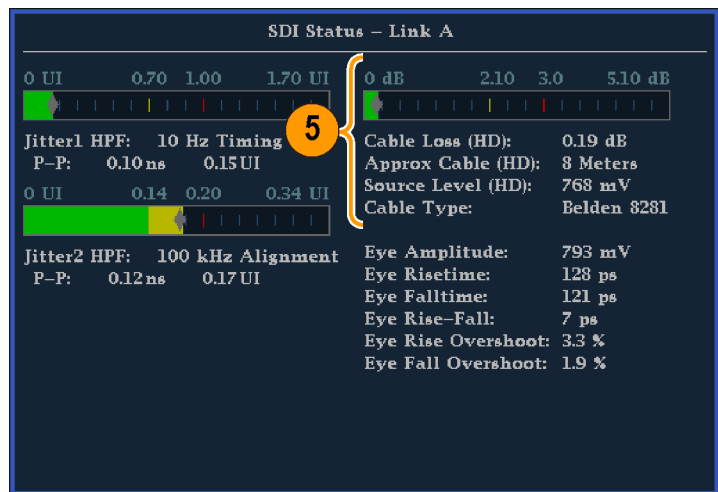 SDI Status – Link A
0 UI 0.70 1.00 1.70 UI
Jitter1 HPF: 10 Hz Timing
P–P: 0.10 ns 0.15 UI
0 UI 0.14 0.20 0.34 UI
Jitter2 HPF: 100 kHz Alignment
P–P: 0.12 ns 0.17 UI
5
0 dB 2.10 3.0 5.10 dB
Cable Loss (HD): 0.19 dB
Approx Cable (HD): 8 Meters
Source Level (HD): 768 mV
Cable Type: Belden 8281
Eye Amplitude: 793 mV
Eye Risetime: 128 ps
Eye Falltime: 121 ps
Eye Rise–Fall: 7 ps
Eye Rise Overshoot: 3.3 %
Eye Fall Overshoot: 1.9 %